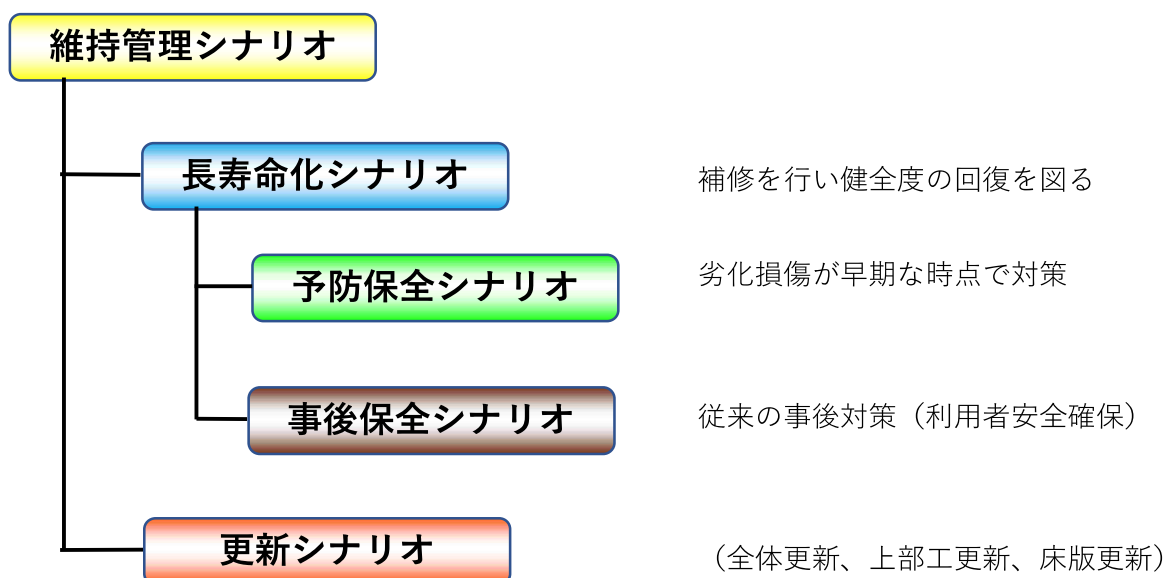 維持管理シナリオ
長寿命化シナリオ
補修を行い健全度の回復を図る
予防保全シナリオ
劣化損傷が早期な時点で対策
事後保全シナリオ
従来の事後対策（利用者安全確保）
更新シナリオ
（全体更新、上部工更新、床版更新）